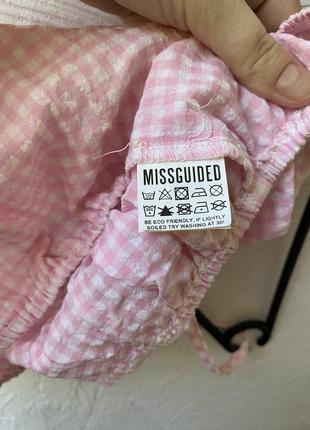 MISSGUIDED
BE ECO FRIENDLY, IF LIGHTLY
SOILED TRY WASHING AT 30!